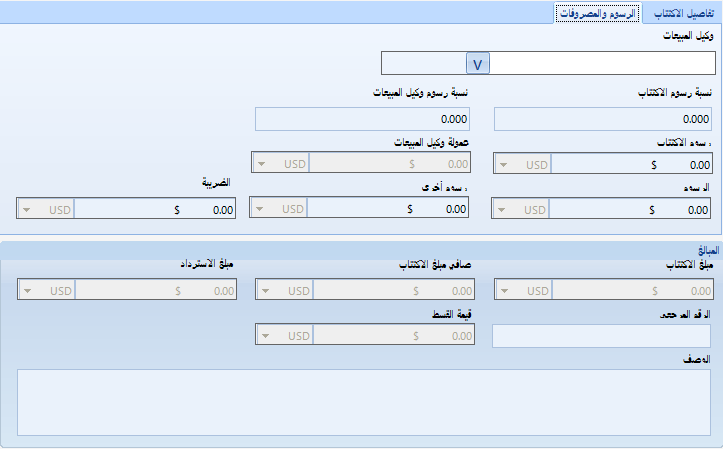 تفاصيل الاكتتاب الرسوم والمصروفات
وكيل المبيعات
V
نسبة رسوم الاكتتاب نسبة رسوم وكيل المبيعات
0.000 0.000
رسوم الاكتتاب عمولة وكيل المبيعات
USD $ 0.00 USD $ 0.00
الرسوم رسوم أخرى الضريبة
USD $ 0.00 USD $ 0.00 USD $ 0.00
المبالغ
مبلغ الاكتتاب صافي مبلغ الاكتتاب مبلغ الاسترداد
USD $ 0.00 USD $ 0.00 USD $ 0.00
الرقم المرجعي قيمة القسط
USD $ 0.00
الوصف